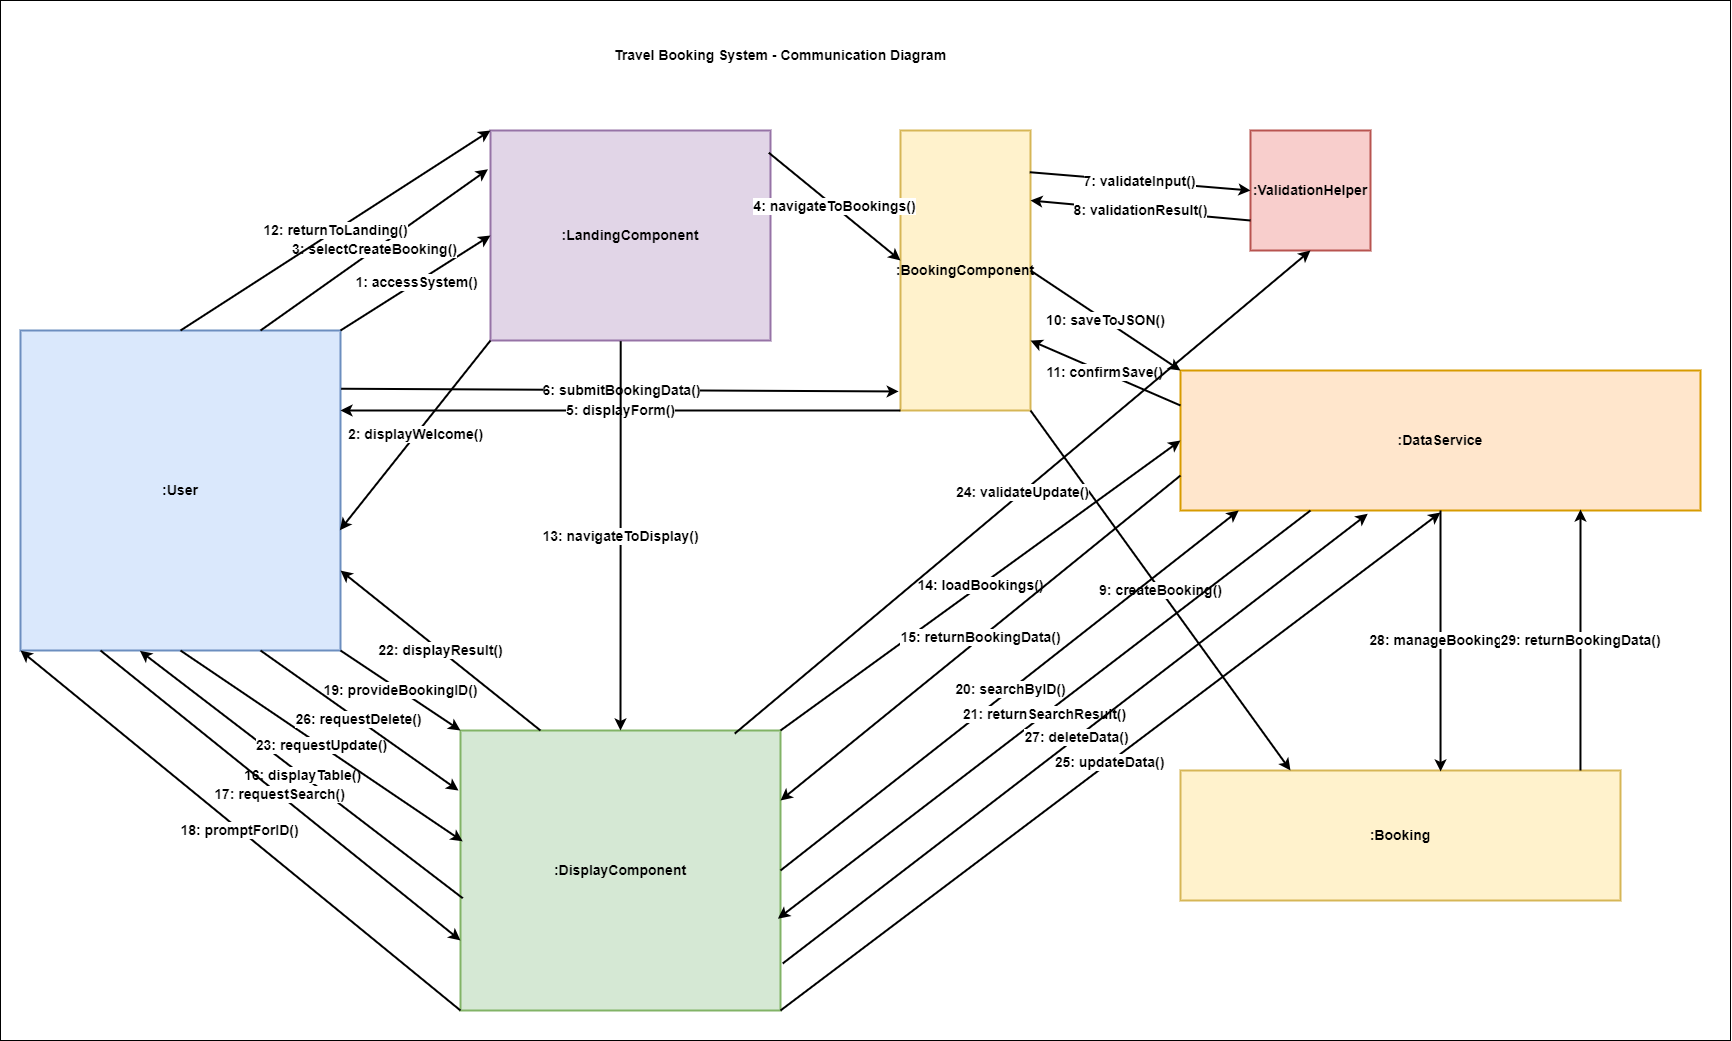 Travel Booking System - Communication Diagram
:ValidationHelper
7: validateInput()
8: validationResult()
4: navigateToBookings()
12: returnToLanding()
:LandingComponent
3: selectCreateBooking()
:BookingComponent
1: accessSystem()
10: saveToJSON()
11: confirmSave()
6: submitBookingData()
5: displayForm()
2: displayWelcome()
:DataService
:User
24: validateUpdate()
13: navigateToDisplay()
14: loadBookings()
9: createBooking()
15: returnBookingData()
28: manageBooking
29: returnBookingData()
22: displayResult()
19: provideBookingID()
20: searchByID()
26: requestDelete()
21: returnSearchResult()
23: requestUpdate()
27: deleteData()
25: updateData()
16: displayTable()
17: requestSearch()
18: promptForID()
:Booking
:DisplayComponent